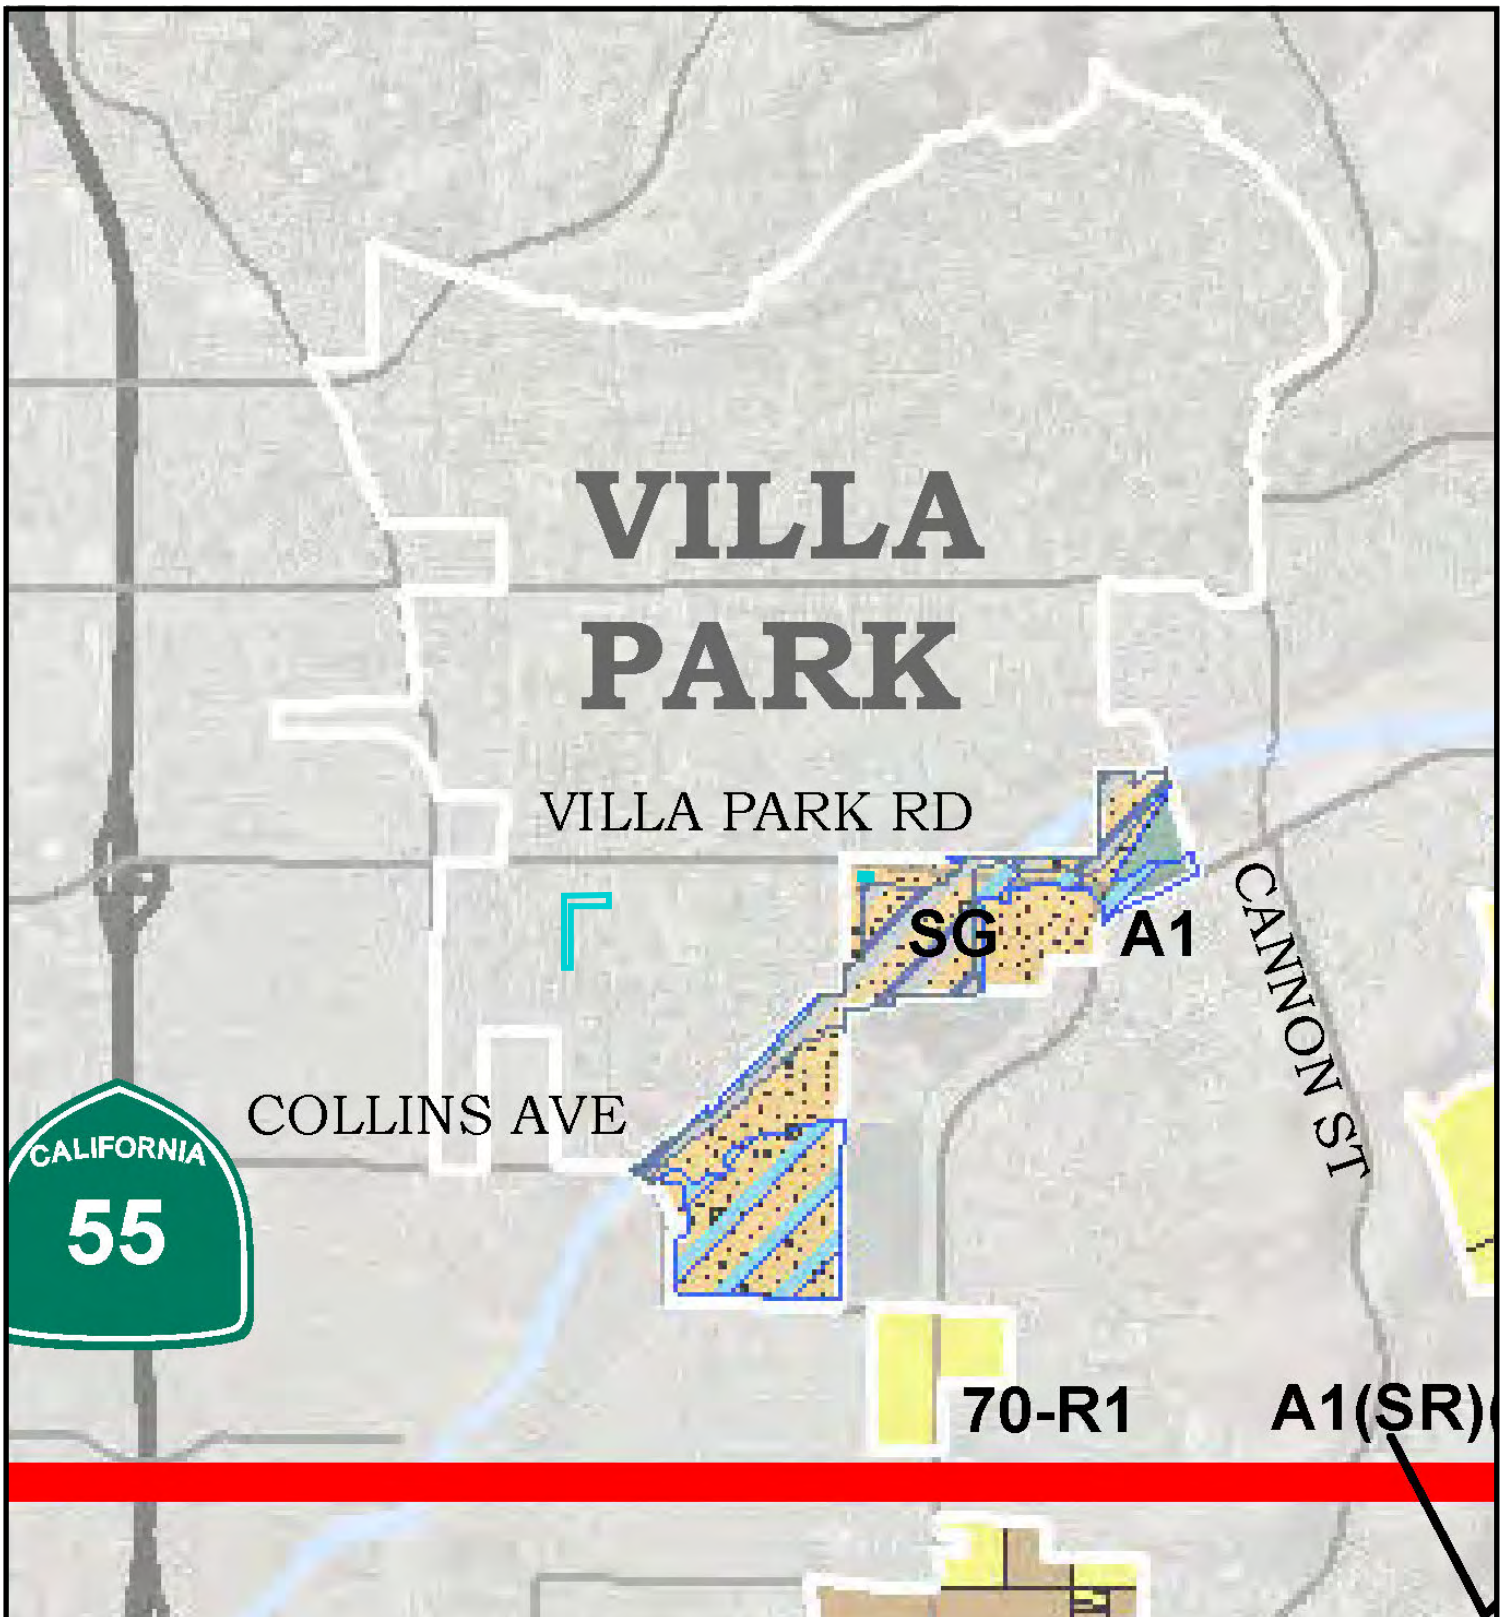 VILLA
PARK
VILLA PARK RD
SG
A1
CANNON ST
COLLINS AVE
CALIFORNIA
55
70-R1
A1(SR)(